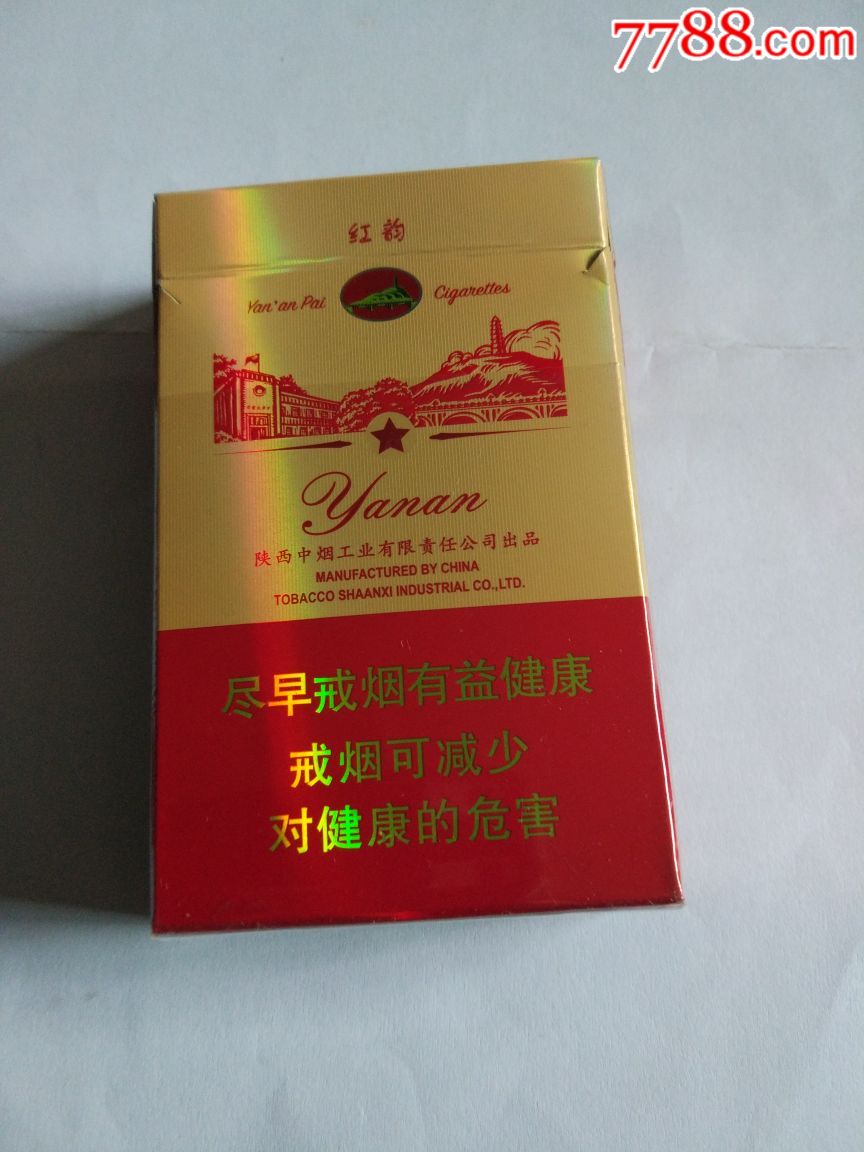 7788.com
红韵
Yan'an Pai Cigarettes
Yanan
陕西中烟工业有限责任公司出品
MANUFACTURED BY CHINA
TOBACCO SHAANXI INDUSTRIAL CO.,LTD.
尽早戒烟有益健康
戒烟可减少
对健康的危害